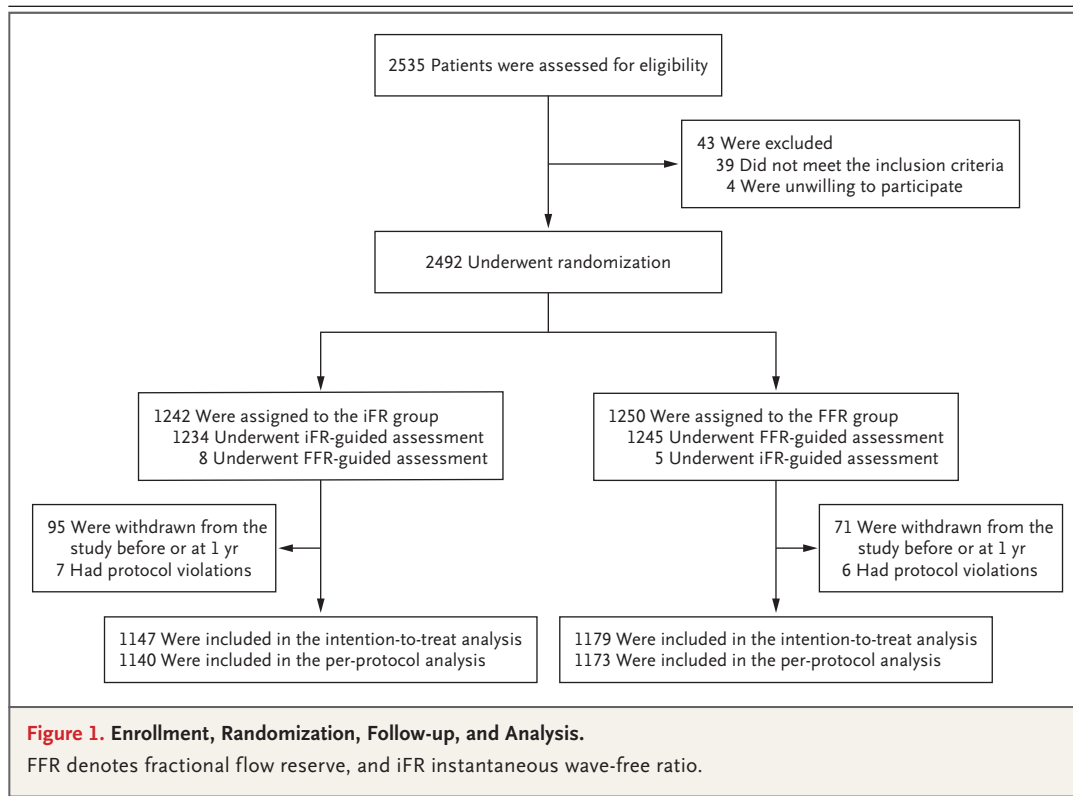 2535 Patients were assessed for eligibility
43 Were excluded
39 Did not meet the inclusion criteria
4 Were unwilling to participate
2492 Underwent randomization
1242 Were assigned to the iFR group
1234 Underwent iFR-guided assessment
8 Underwent FFR-guided assessment
1250 Were assigned to the FFR group
1245 Underwent FFR-guided assessment
5 Underwent iFR-guided assessment
95 Were withdrawn from the
study before or at 1 yr
7 Had protocol violations
71 Were withdrawn from the
study before or at 1 yr
6 Had protocol violations
1147 Were included in the intention-to-treat analysis
1140 Were included in the per-protocol analysis
1179 Were included in the intention-to-treat analysis
1173 Were included in the per-protocol analysis
Figure 1. Enrollment, Randomization, Follow-up, and Analysis.
FFR denotes fractional flow reserve, and iFR instantaneous wave-free ratio.